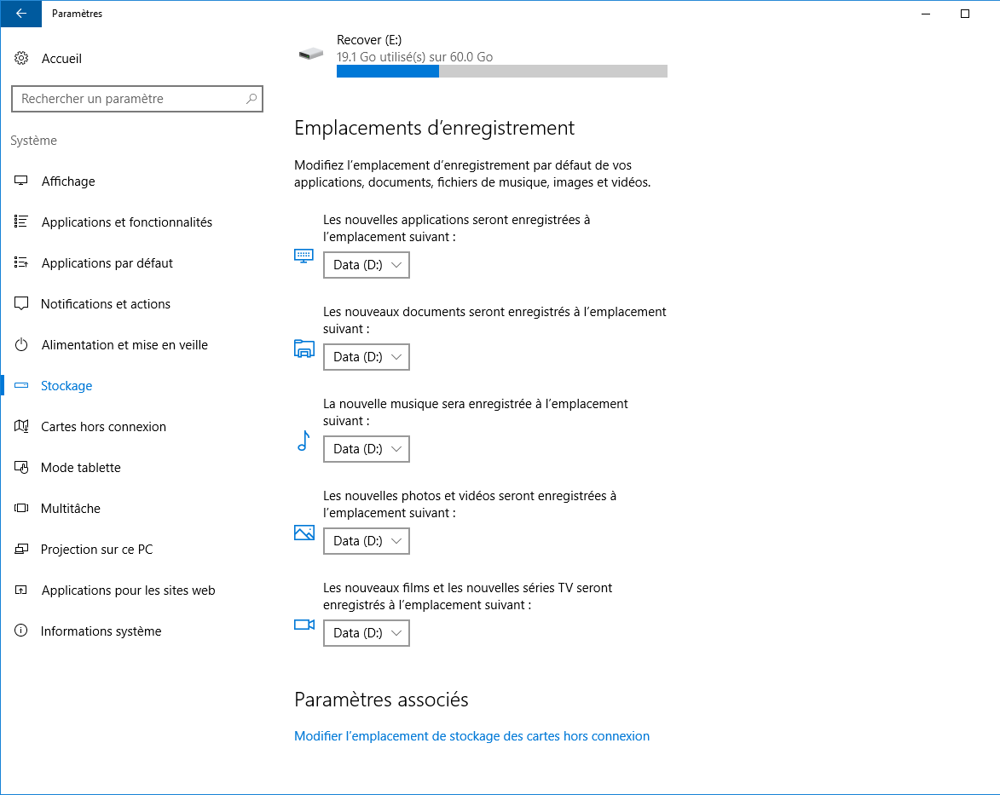 Paramètres
Accueil
Rechercher un paramètre
Système
Affichage
Applications et fonctionnalités
Applications par défaut
Notifications et actions
Alimentation et mise en veille
Stockage
Cartes hors connexion
Mode tablette
Multitâche
Projection sur ce PC
Applications pour les sites web
Informations système
Recover (E:)
19.1 Go utilisé(s) sur 60.0 Go
Emplacements d’enregistrement
Modifiez l’emplacement d’enregistrement par défaut de vos
applications, documents, fichiers de musique, images et vidéos.
Les nouvelles applications seront enregistrées à
l’emplacement suivant :
Data (D:)
Les nouveaux documents seront enregistrés à l’emplacement
suivant :
Data (D:)
La nouvelle musique sera enregistrée à l’emplacement
suivant :
Data (D:)
Les nouvelles photos et vidéos seront enregistrées à
l’emplacement suivant :
Data (D:)
Les nouveaux films et les nouvelles séries TV seront
enregistrés à l’emplacement suivant :
Data (D:)
Paramètres associés
Modifier l’emplacement de stockage des cartes hors connexion